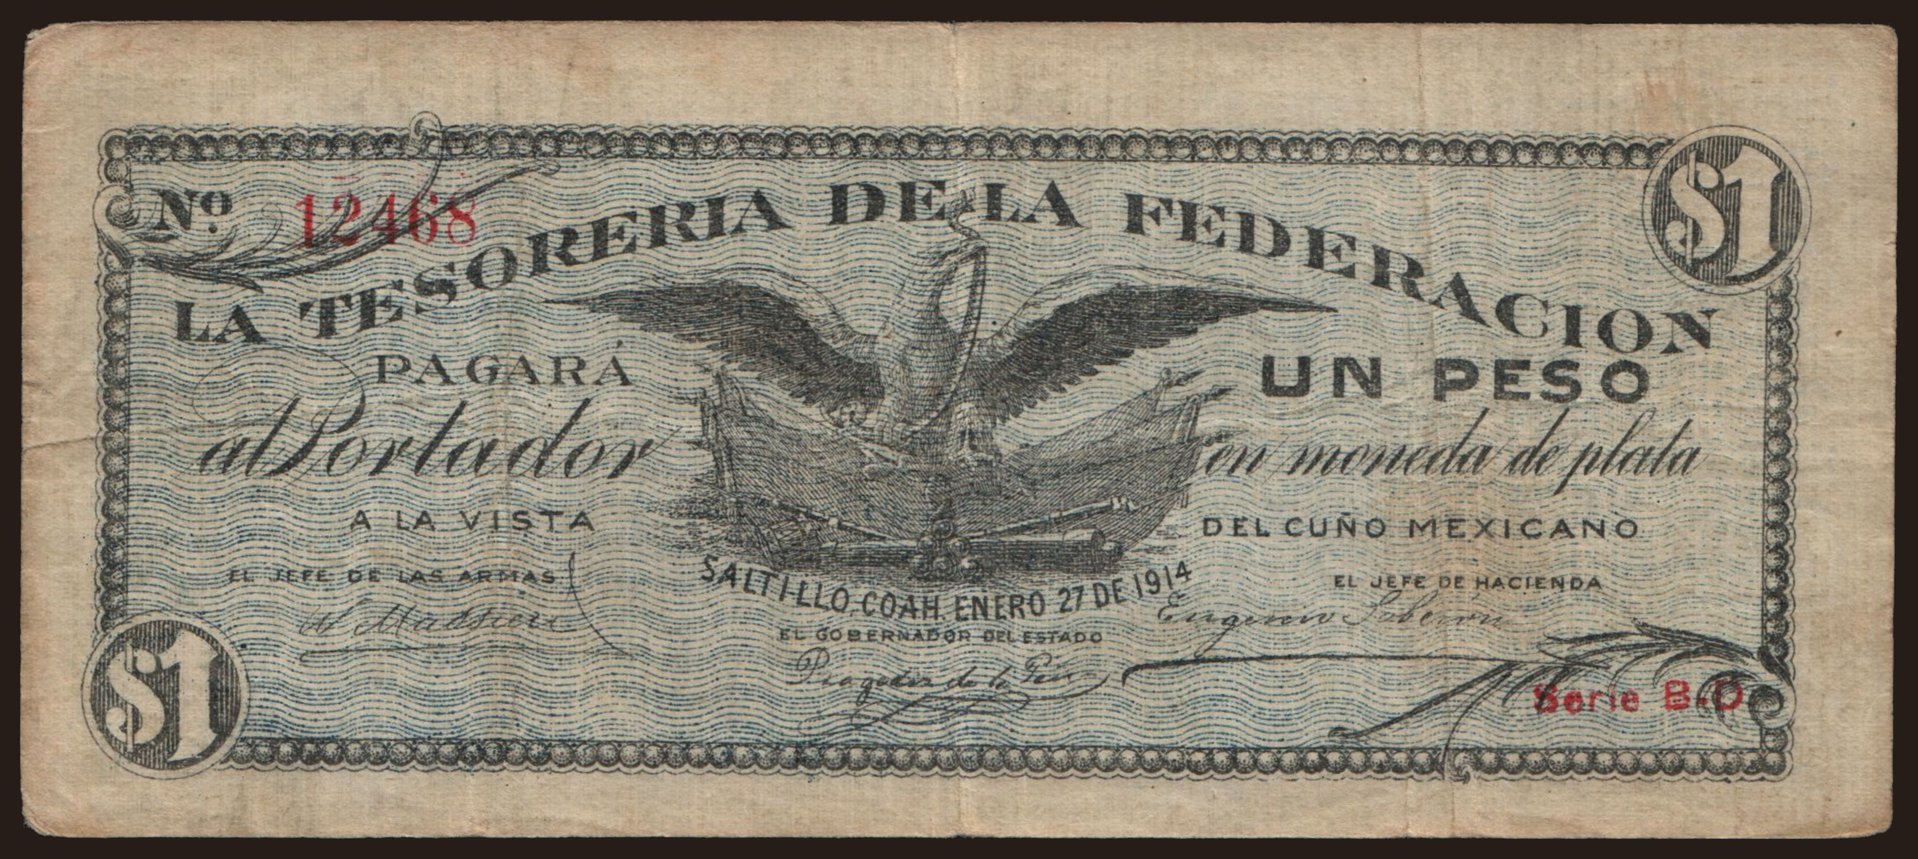 Nº 12468
$1
LA TESORERIA DE LA FEDERACION
PAGARÁ
UN PESO
al Portador
en moneda de plata
A LA VISTA
DEL CUÑO MEXICANO
EL JEFE DE LAS ARMAS
SALTILLO COAH. ENERO 27 DE 1914
EL JEFE DE HACIENDA
EL GOBERNADOR DEL ESTADO
$1
Serie B-D